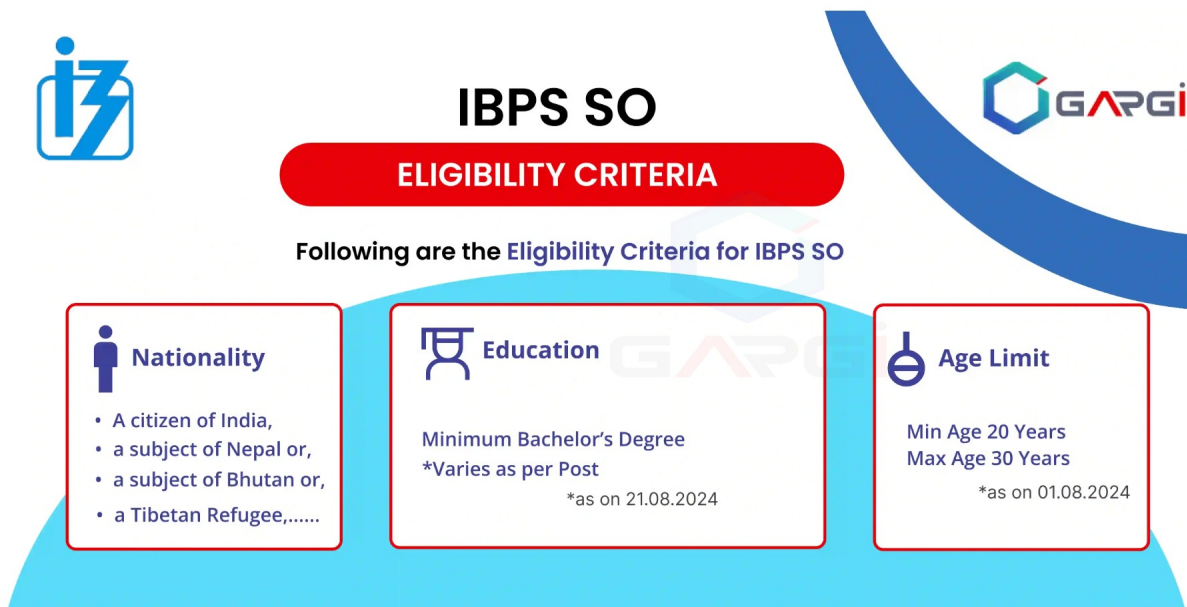 GARGI
IBPS SO
ELIGIBILITY CRITERIA
Following are the Eligibility Criteria for IBPS SO
Nationality
• A citizen of India,
• a subject of Nepal or,
• a subject of Bhutan or,
• a Tibetan Refugee,......
Education
Minimum Bachelor's Degree
*Varies as per Post
*as on 21.08.2024
Age Limit
Min Age 20 Years
Max Age 30 Years
*as on 01.08.2024
GARGI